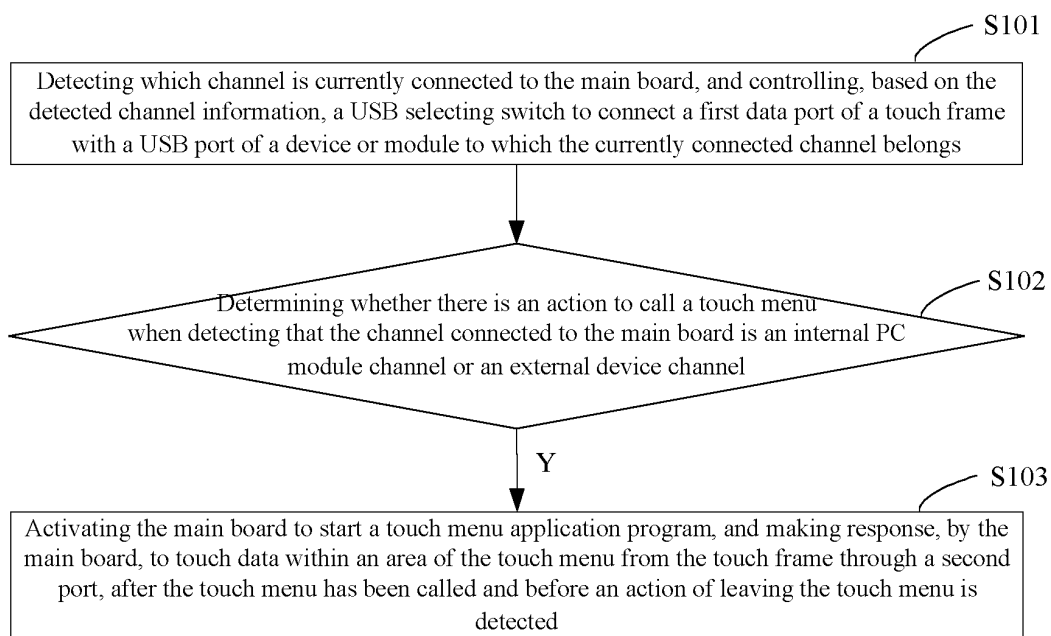 S101
Detecting which channel is currently connected to the main board, and controlling, based on the
detected channel information, a USB selecting switch to connect a first data port of a touch frame
with a USB port of a device or module to which the currently connected channel belongs
S102
Determining whether there is an action to call a touch menu
when detecting that the channel connected to the main board is an internal PC
module channel or an external device channel
Y
S103
Activating the main board to start a touch menu application program, and making response, by the
main board, to touch data within an area of the touch menu from the touch frame through a second
port, after the touch menu has been called and before an action of leaving the touch menu is
detected